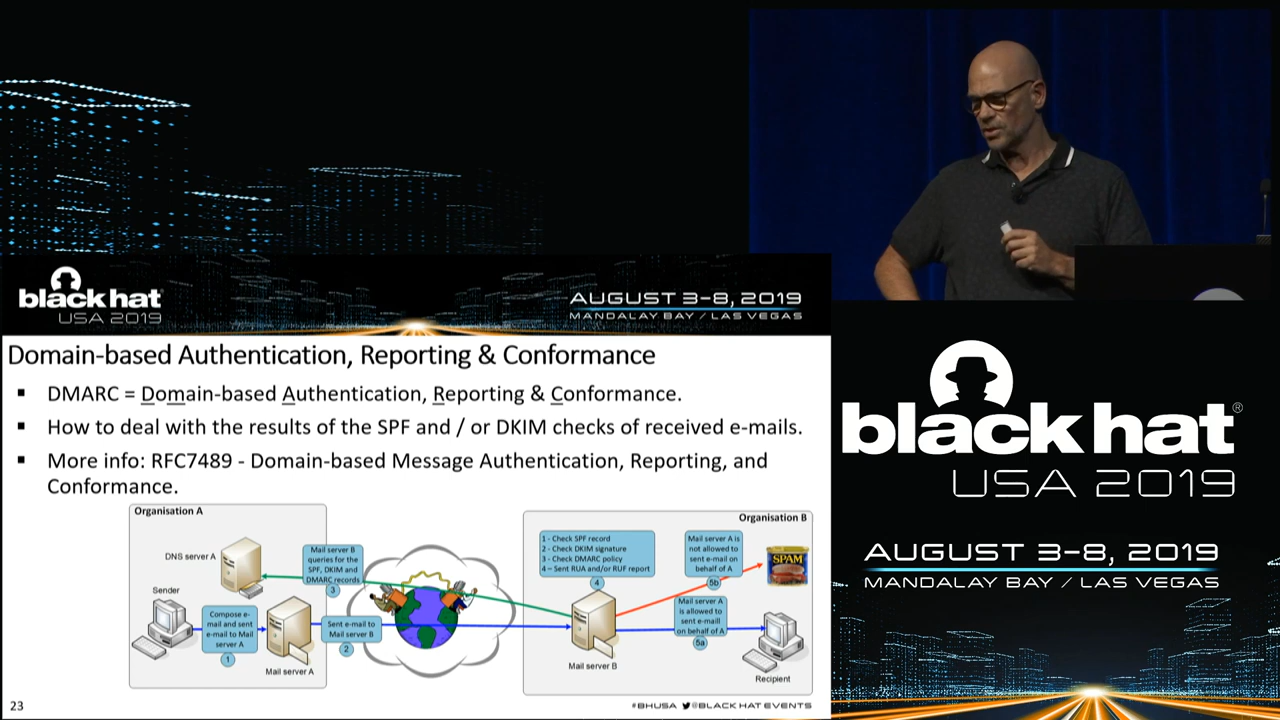 black hat
USA 2019
AUGUST 3-8, 2019
MANDALAY BAY / LAS VEGAS
Domain-based Authentication, Reporting & Conformance
▪ DMARC = Domain-based Authentication, Reporting & Conformance.
▪ How to deal with the results of the SPF and / or DKIM checks of received e-mails.
▪ More info: RFC7489 - Domain-based Message Authentication, Reporting, and
Conformance.
Organisation A
DNS server A
Sender
Compose e-
mail and sent
e-mail to Mail
server A
1
Mail server A
Mail server B
queries for the
SPF, DKIM and
DMARC records
3
Sent e-mail to
Mail server B
2
Organisation B
1 - Check SPF record
2 - Check DKIM signature
3 - Check DMARC policy
4 – Sent RUA and/or RUF report
4
Mail server B
Mail server A is
not allowed to
sent e-mail on
behalf of A
5b
SPAM
Mail server A
is allowed to
sent e-maill
on behalf of A
5a
Recipient
23
#BHUSA @BLACK HAT EVENTS
black hat®
USA 2019
AUGUST 3-8, 2019
MANDALAY BAY / LAS VEGAS